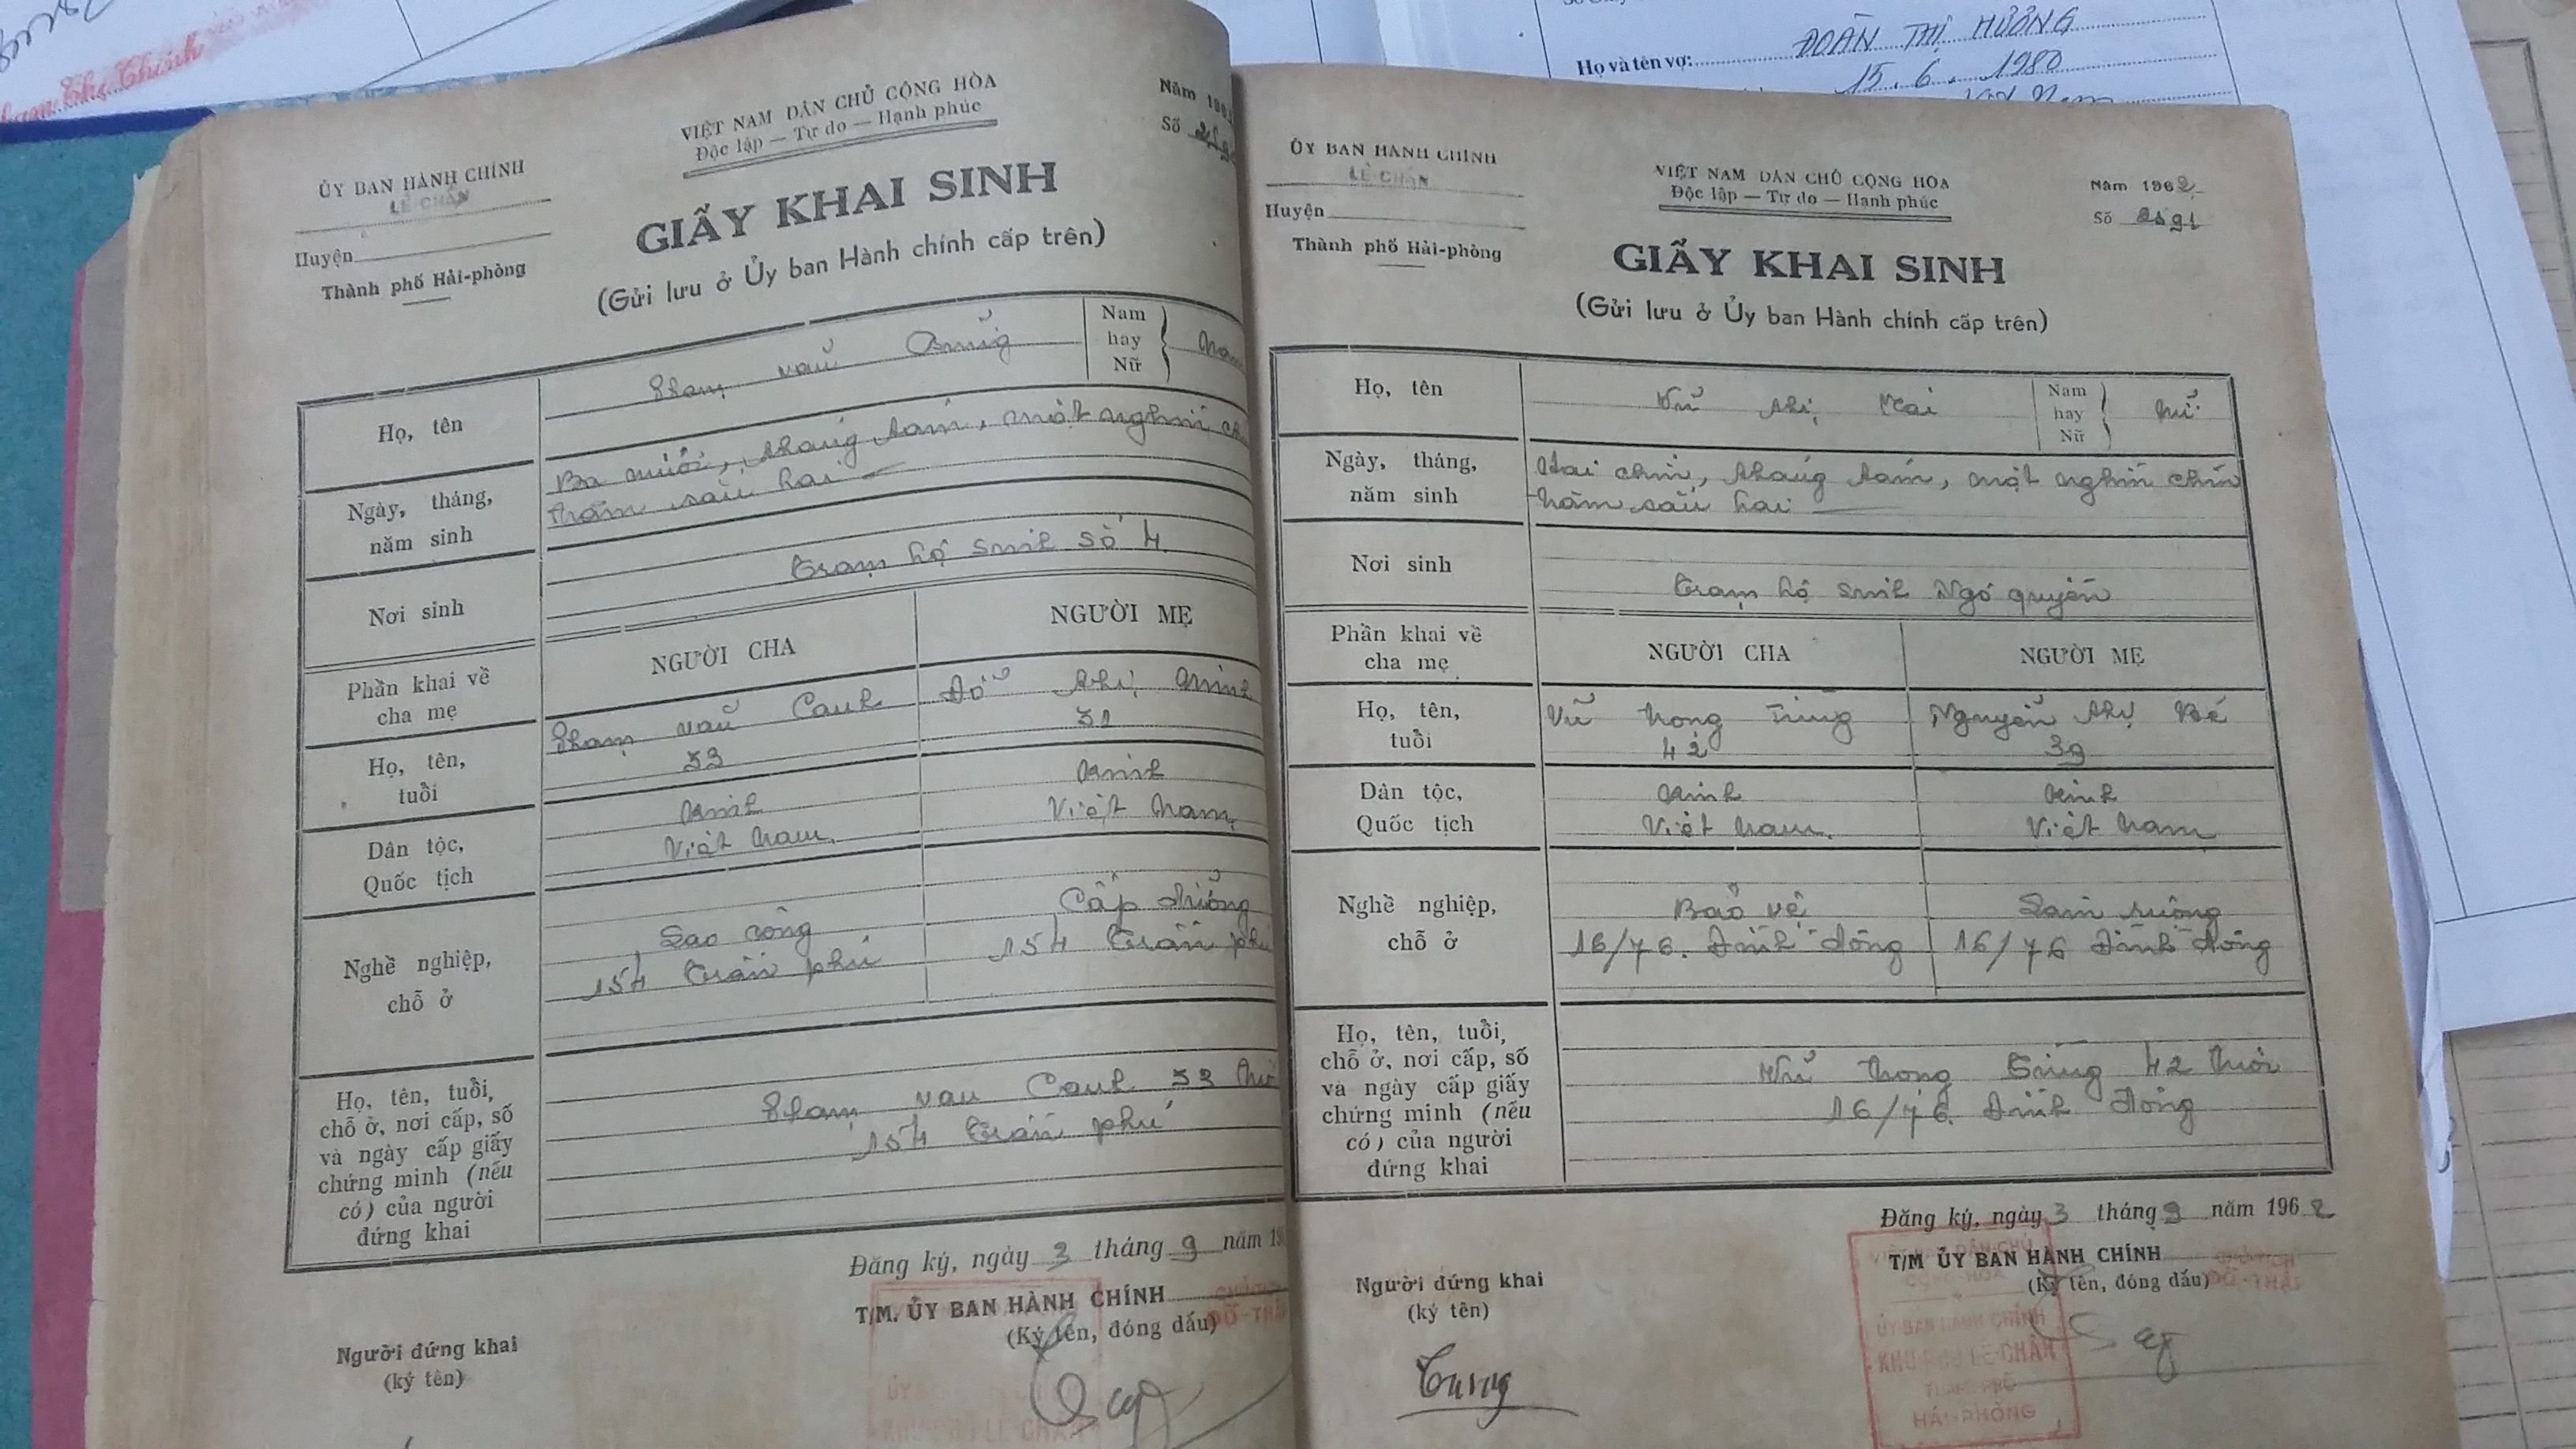 Họ và tên vợ: ĐOÀN THỊ HƯỞNG
15.6.1980
VIỆT NAM DÂN CHỦ CỘNG HÒA
Độc lập — Tự do — Hạnh phúc
Năm 196
Số
ỦY BAN HÀNH CHÍNH
LÊ CHÂN
Huyện
Thành phố Hải-phòng
GIẤY KHAI SINH
(Gửi lưu ở Ủy ban Hành chính cấp trên)
Họ, tên
Phạm văn
Nam
hay
Nữ
Nam
Ngày, tháng,
năm sinh
Ba mươi, tháng tám, một nghìn
trăm sáu hai
Nơi sinh
Trạm hộ sinh số 4
Phần khai về
cha mẹ
NGƯỜI CHA
NGƯỜI MẸ
Họ, tên,
tuổi
Phạm văn Canh
33
Đỗ thị Minh
31
Dân tộc,
Quốc tịch
Kinh
Việt Nam
Kinh
Việt Nam
Nghề nghiệp,
chỗ ở
Lao công
154 Trần phú
Cấp dưỡng
154 Trần phú
Họ, tên, tuổi,
chỗ ở, nơi cấp, số
và ngày cấp giấy
chứng minh (nếu
có) của người
đứng khai
Phạm văn Canh 33
154 Trần phú
Đăng ký, ngày 3 tháng 9 năm 19
T/M. ỦY BAN HÀNH CHÍNH
(Ký tên, đóng dấu)
Người đứng khai
(ký tên)
ỦY BAN HÀNH CHÍNH
LÊ CHÂN
Huyện
Thành phố Hải-phòng
VIỆT NAM DÂN CHỦ CỘNG HÒA
Độc lập — Tự do — Hạnh phúc
Năm 1962
Số 2591
GIẤY KHAI SINH
(Gửi lưu ở Ủy ban Hành chính cấp trên)
Họ, tên
Vũ thị Mai
Nam
hay
Nữ
nữ
Ngày, tháng,
năm sinh
Hai chín, tháng tám, một nghìn chín
trăm sáu hai
Nơi sinh
Trạm hộ sinh Ngô quyền
Phần khai về
cha mẹ
NGƯỜI CHA
NGƯỜI MẸ
Họ, tên,
tuổi
Vũ trọng Tùng
42
Nguyễn thị Bé
39
Dân tộc,
Quốc tịch
Kinh
Việt Nam
Kinh
Việt Nam
Nghề nghiệp,
chỗ ở
Bảo vệ
16/76. Đình đông
Làm ruộng
16/76 Đình đông
Họ, tên, tuổi,
chỗ ở, nơi cấp, số
và ngày cấp giấy
chứng minh (nếu
có) của người
đứng khai
Vũ trọng Tùng 42 tuổi
16/76. Đình đông
Đăng ký, ngày 3 tháng 9 năm 1962
T/M ỦY BAN HÀNH CHÍNH
(Ký tên, đóng dấu)
Người đứng khai
(ký tên)
Tùng
ỦY BAN HÀNH CHÍNH
KHU PHỐ LÊ-CHÂN
THÀNH PHỐ
HẢI-PHÒNG